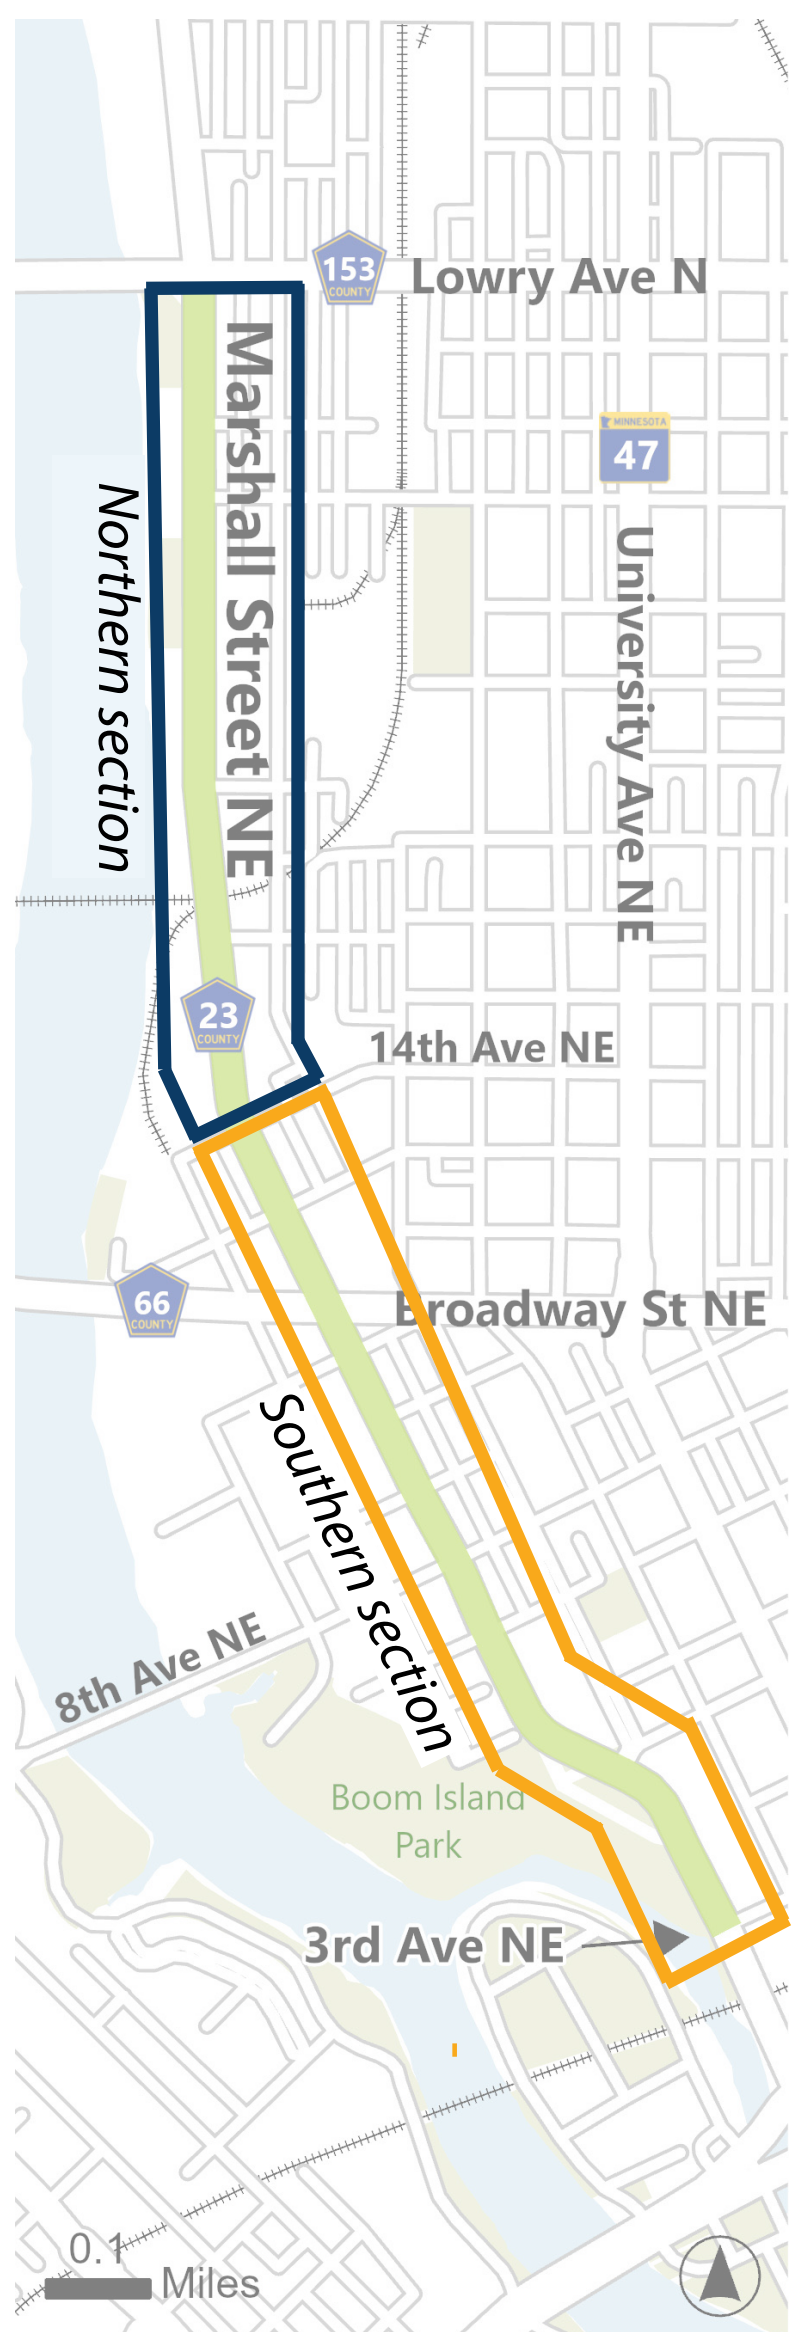 153
COUNTY
Lowry Ave N
Marshall Street NE
MINNESOTA
47
Northern section
University Ave NE
23
COUNTY
14th Ave NE
66
COUNTY
Broadway St NE
Southern section
8th Ave NE
Boom Island
Park
3rd Ave NE
0.1
Miles